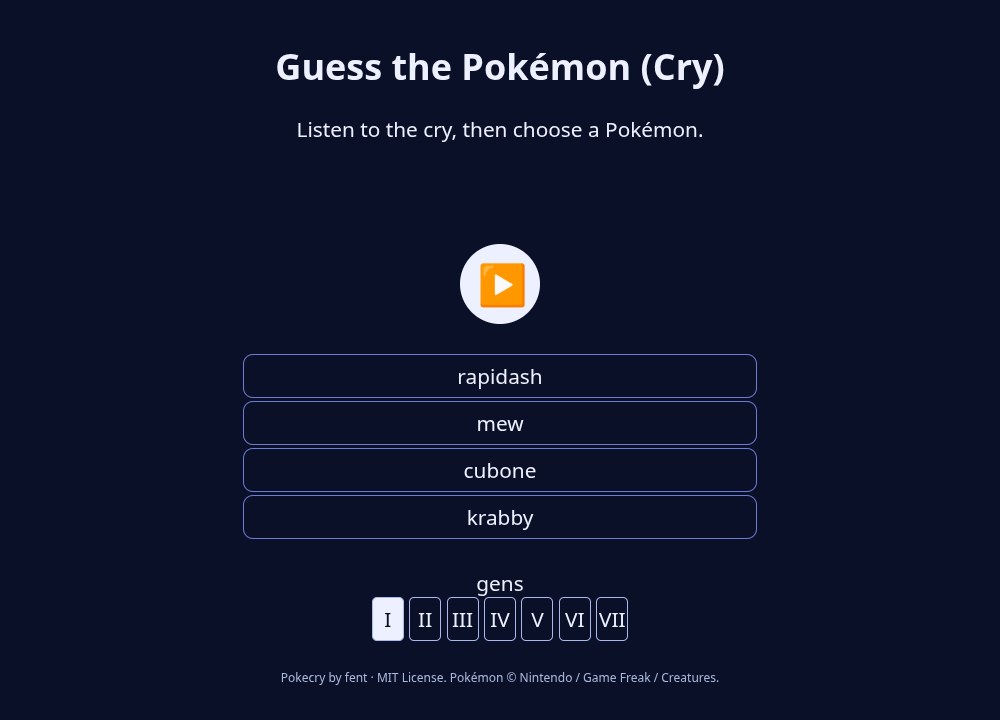 Guess the Pokémon (Cry)
Listen to the cry, then choose a Pokémon.
rapidash
mew
cubone
krabby
gens
I II III IV V VI VII
Pokecry by fent · MIT License. Pokémon © Nintendo / Game Freak / Creatures.